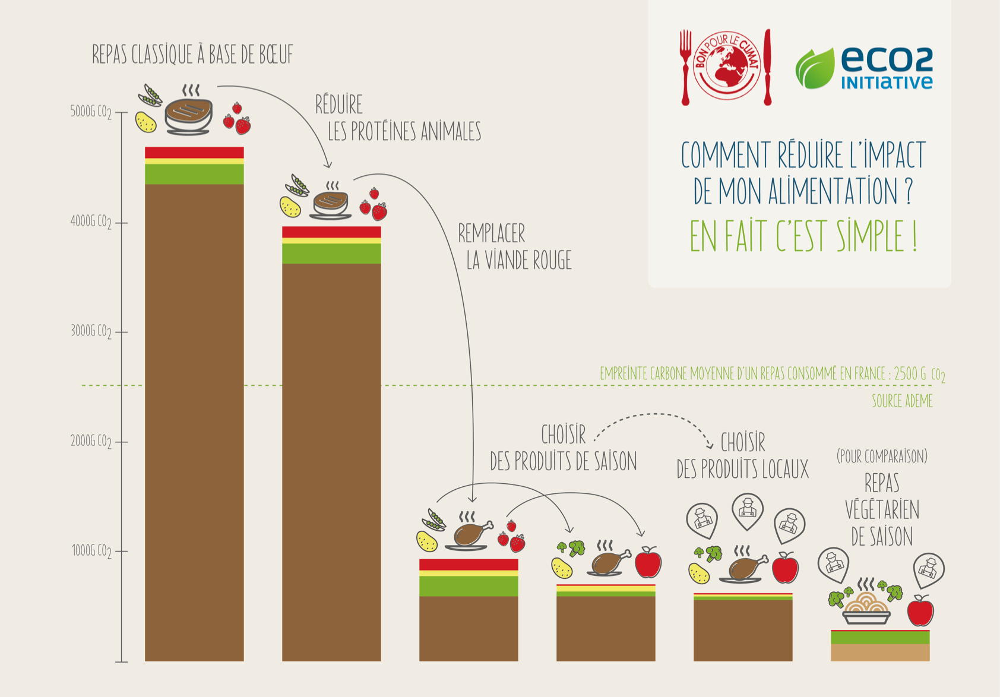 REPAS CLASSIQUE À BASE DE BŒUF
RÉDUIRE
LES PROTÉINES ANIMALES
REMPLACER
LA VIANDE ROUGE
BON POUR LE CLIMAT
eco2
INITIATIVE
COMMENT RÉDUIRE L'IMPACT
DE MON ALIMENTATION ?
EN FAIT C'EST SIMPLE !
5000G CO2
4000G CO2
3000G CO2
2000G CO2
1000G CO2
EMPREINTE CARBONE MOYENNE D'UN REPAS CONSOMMÉ EN FRANCE : 2500 G CO2
SOURCE ADEME
CHOISIR
DES PRODUITS DE SAISON
CHOISIR
DES PRODUITS LOCAUX
(POUR COMPARAISON)
REPAS
VÉGÉTARIEN
DE SAISON